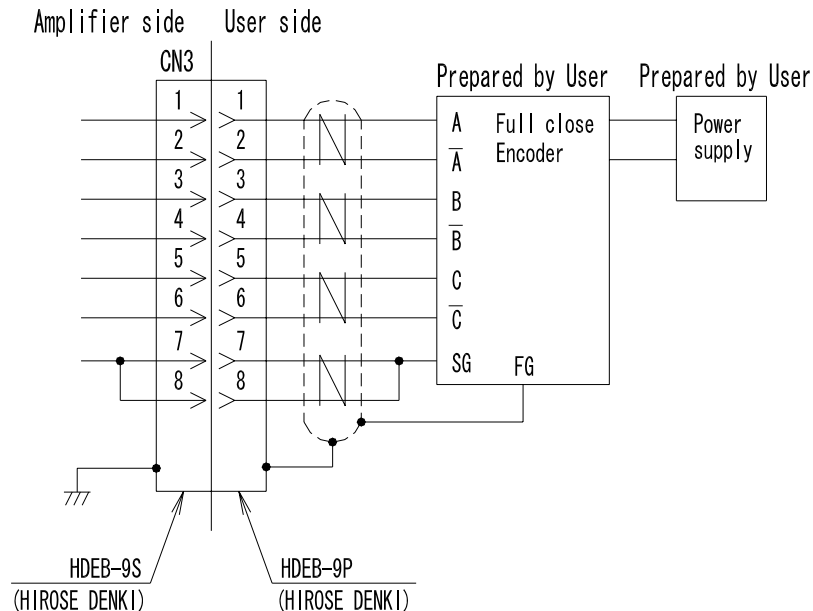 Amplifier side User side
CN3
Prepared by User Prepared by User
1 1
2 2
3 3
4 4
5 5
6 6
7 7
8 8
A Full close
A̅ Encoder
B
B̅
C
C̅
SG FG
Power
supply
HDEB-9S HDEB-9P
(HIROSE DENKI) (HIROSE DENKI)